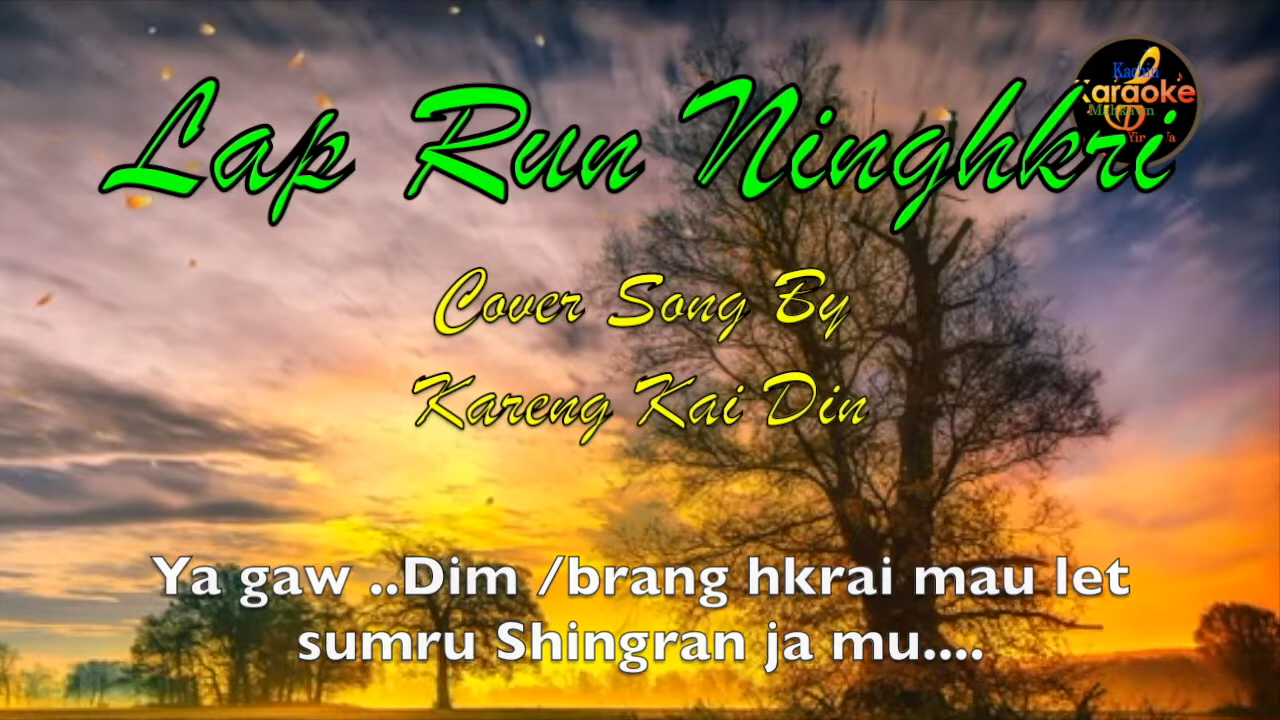 Lap Run Ninghkri
Kachin
Karaoke
Cover Song By
Kareng Kai Din
Ya gaw ..Dim /brang hkrai mau let
sumru Shingran ja mu....